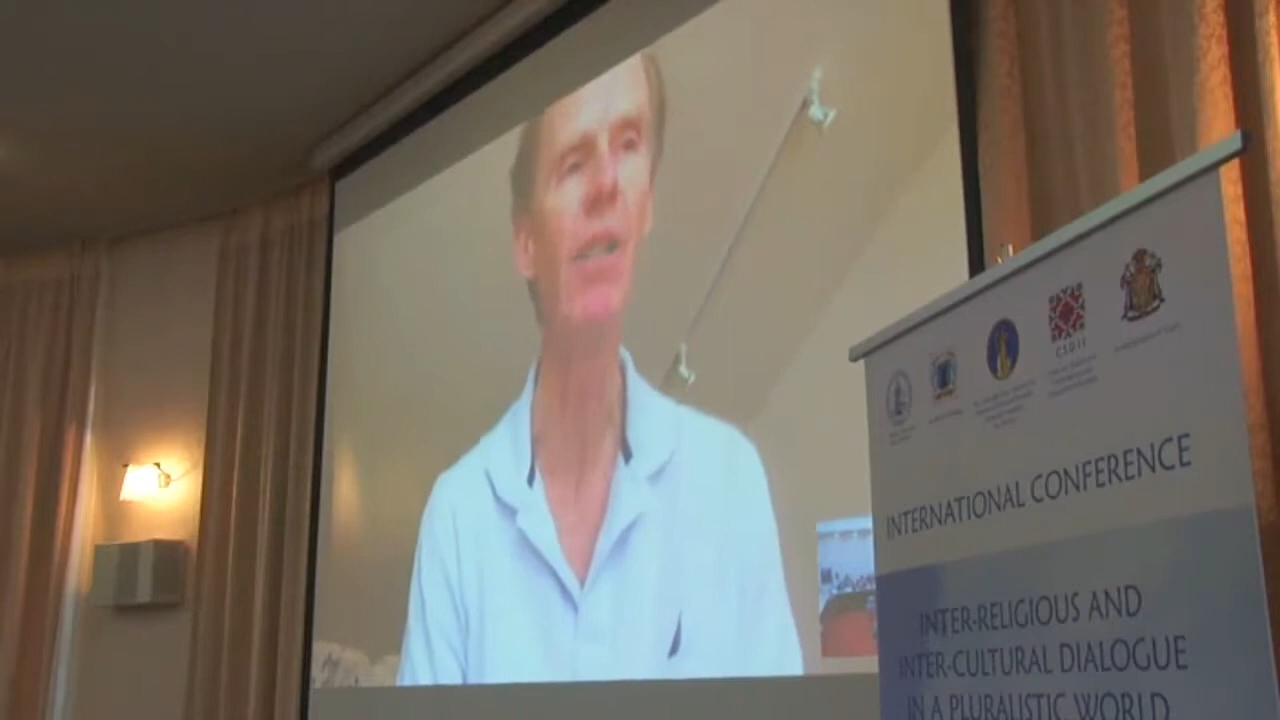 CSDII
INTERNATIONAL CONFERENCE
INTER-RELIGIOUS AND
INTER-CULTURAL DIALOGUE
IN A PLURALISTIC WORLD